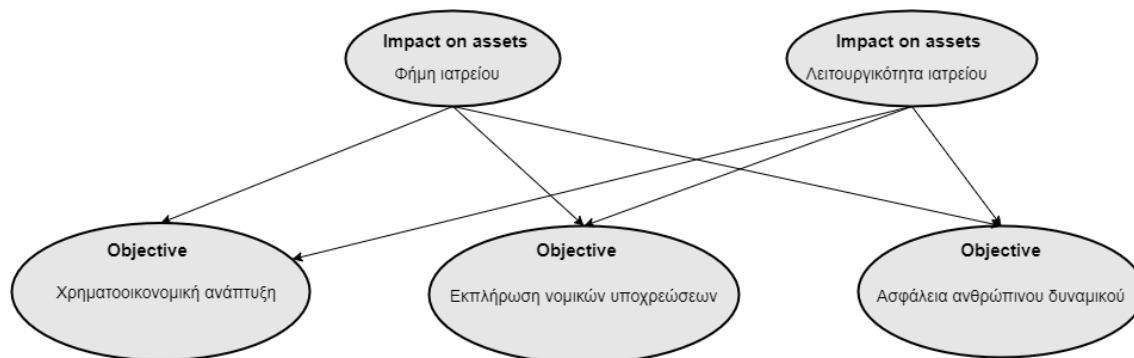 Impact on assets
Φήμη ιατρείου
Impact on assets
Λειτουργικότητα ιατρείου
Objective
Χρηματοοικονομική ανάπτυξη
Objective
Εκπλήρωση νομικών υποχρεώσεων
Objective
Ασφάλεια ανθρώπινου δυναμικού